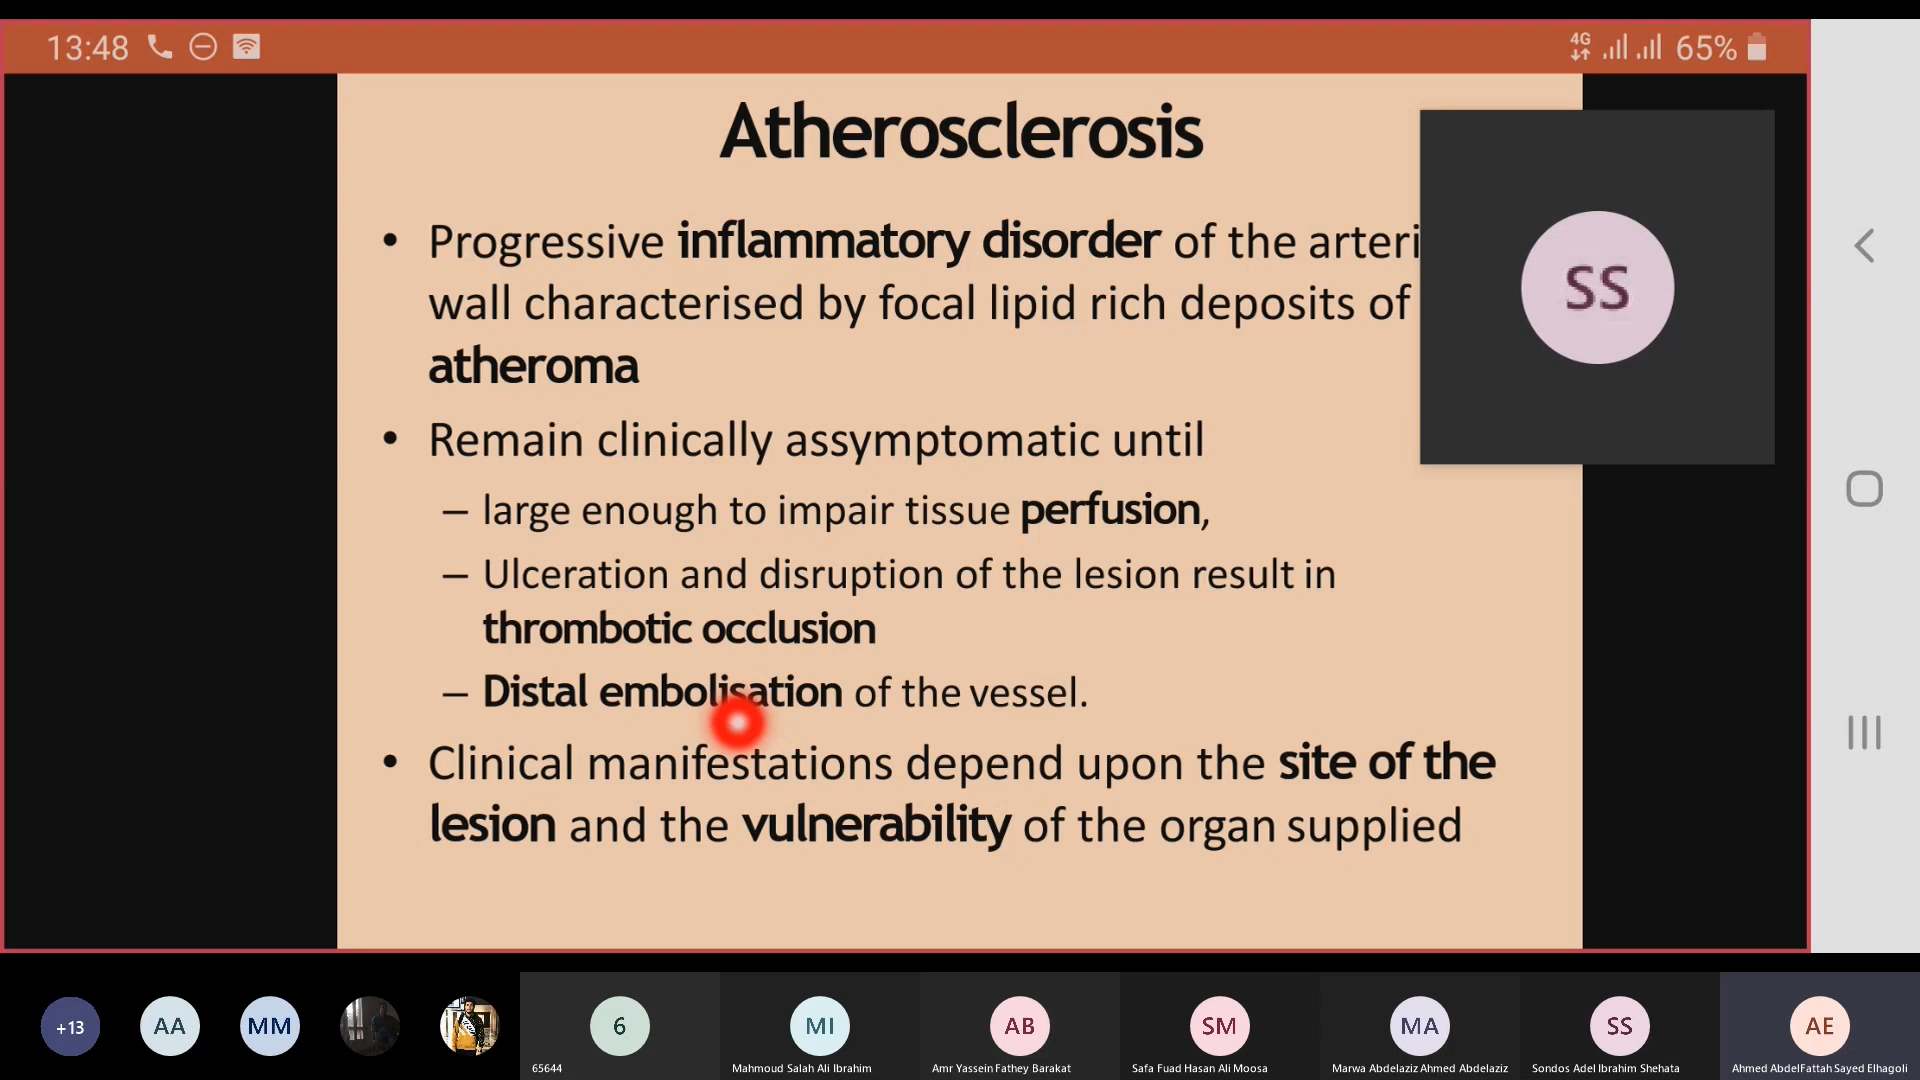 13:48
4G
65%
Atherosclerosis
• Progressive inflammatory disorder of the arteri
wall characterised by focal lipid rich deposits of
atheroma
• Remain clinically assymptomatic until
– large enough to impair tissue perfusion,
– Ulceration and disruption of the lesion result in
thrombotic occlusion
– Distal embolisation of the vessel.
• Clinical manifestations depend upon the site of the
lesion and the vulnerability of the organ supplied
SS
+13
AA
MM
6
MI
AB
SM
MA
SS
AE
65644
Mahmoud Salah Ali Ibrahim
Amr Yassein Fathey Barakat
Safa Fuad Hasan Ali Moosa
Marwa Abdelaziz Ahmed Abdelaziz
Sondos Adel Ibrahim Shehata
Ahmed AbdelFattah Sayed Elhagoli